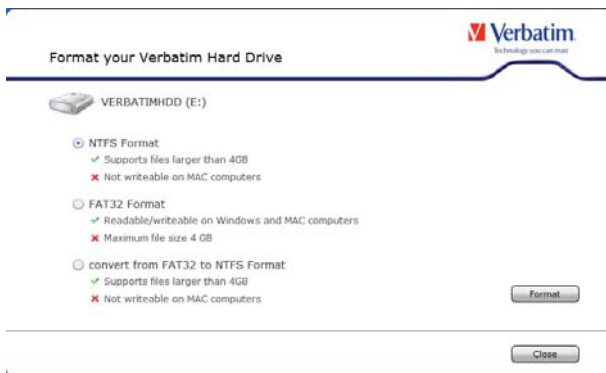 Verbatim
Technology you can trust
Format your Verbatim Hard Drive
VERBATIMHDD (E:)
NTFS Format
Supports files larger than 4GB
Not writeable on MAC computers
FAT32 Format
Readable/writeable on Windows and MAC computers
Maximum file size 4 GB
convert from FAT32 to NTFS Format
Supports files larger than 4GB
Not writeable on MAC computers
Format
Close